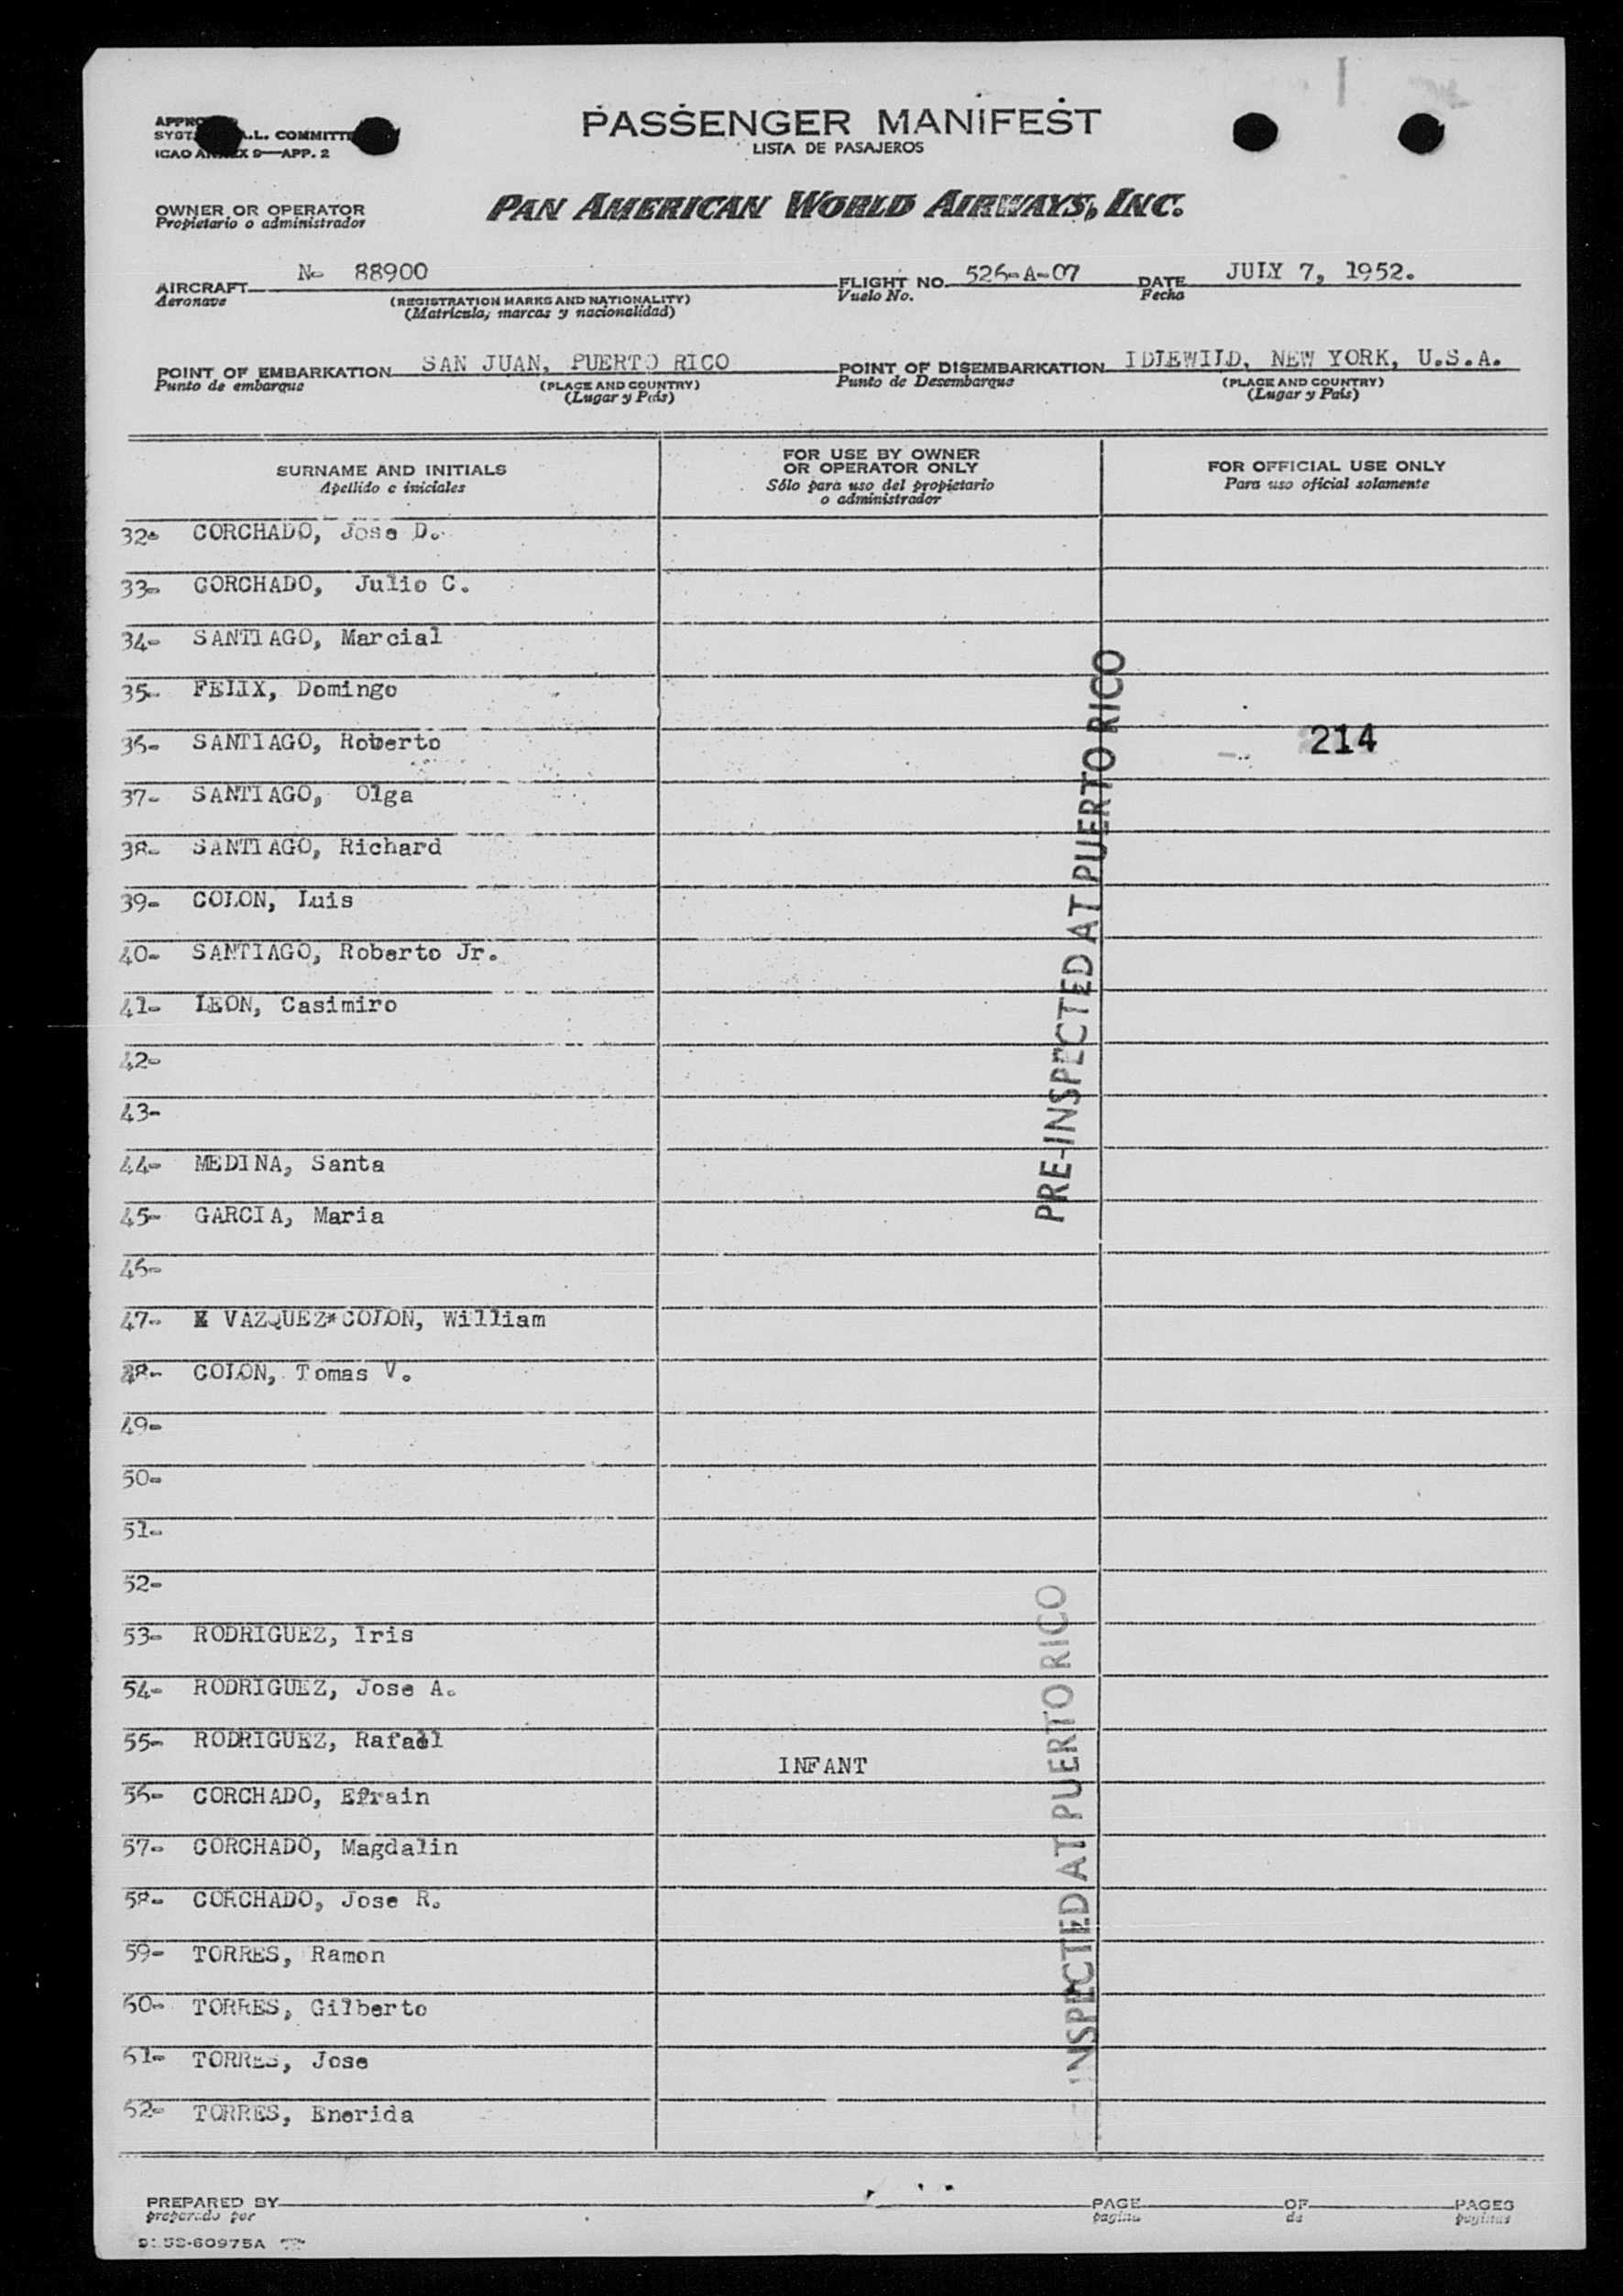 PASSENGER MANIFEST
LISTA DE PASAJEROS
L. COMMITTE
ICAO ANNEX 9—APP. 2
PAN AMERICAN WORLD AIRWAYS, INC.
OWNER OR OPERATOR
Propietario o administrador
AIRCRAFT N- 88900
Aeronave
(REGISTRATION MARKS AND NATIONALITY)
(Matrícula, marcas y nacionalidad)
FLIGHT NO. 526-A-07
Vuelo No.
DATE JULY 7, 1952.
Fecha
POINT OF EMBARKATION SAN JUAN, PUERTO RICO
Punto de embarque
(PLACE AND COUNTRY)
(Lugar y País)
POINT OF DISEMBARKATION IDLEWILD, NEW YORK, U.S.A.
Punto de Desembarque
(PLACE AND COUNTRY)
(Lugar y País)
SURNAME AND INITIALS
Apellido e iniciales
FOR USE BY OWNER
OR OPERATOR ONLY
Sólo para uso del propietario
o administrador
FOR OFFICIAL USE ONLY
Para uso oficial solamente
32- CORCHADO, Jose D.
33- CORCHADO, Julio C.
34- SANTIAGO, Marcial
35- FELIX, Domingo
36- SANTIAGO, Roberto
214
37- SANTIAGO, Olga
38- SANTIAGO, Richard
39- COLON, Luis
40- SANTIAGO, Roberto Jr.
41- LEON, Casimiro
42-
43-
44- MEDINA, Santa
45- GARCIA, Maria
46-
47- X VAZQUEZ*COLON, William
48- COLON, Tomas V.
49-
50-
51-
52-
53- RODRIGUEZ, Iris
54- RODRIGUEZ, Jose A.
55- RODRIGUEZ, Rafael
INFANT
56- CORCHADO, Efrain
57- CORCHADO, Magdalin
58- CORCHADO, Jose R.
59- TORRES, Ramon
60- TORRES, Gilberto
61- TORRES, Jose
62- TORRES, Enerida
PRE-INSPECTED AT PUERTO RICO
INSPECTED AT PUERTO RICO
PREPARED BY
preparado por
PAGE OF PAGES
pagina de paginas